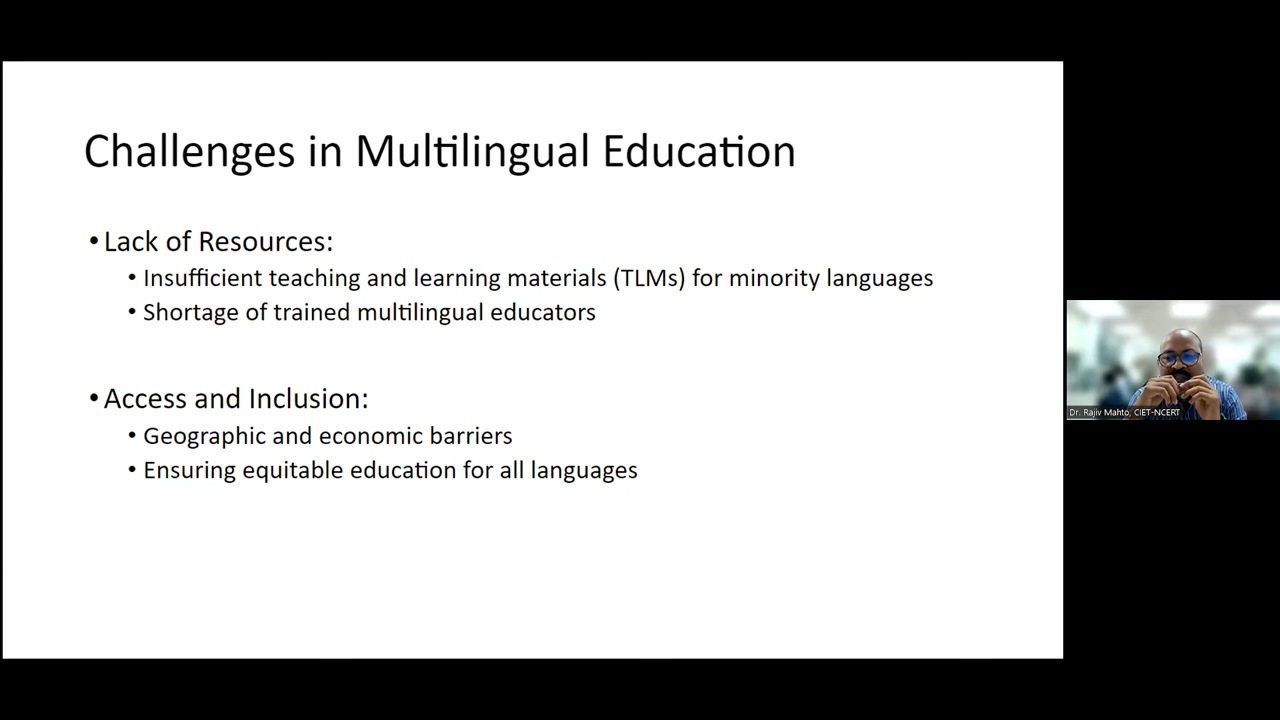 Challenges in Multilingual Education
• Lack of Resources:
• Insufficient teaching and learning materials (TLMs) for minority languages
• Shortage of trained multilingual educators
• Access and Inclusion:
• Geographic and economic barriers
• Ensuring equitable education for all languages
Dr. Rajiv Mahto, CIET-NCERT